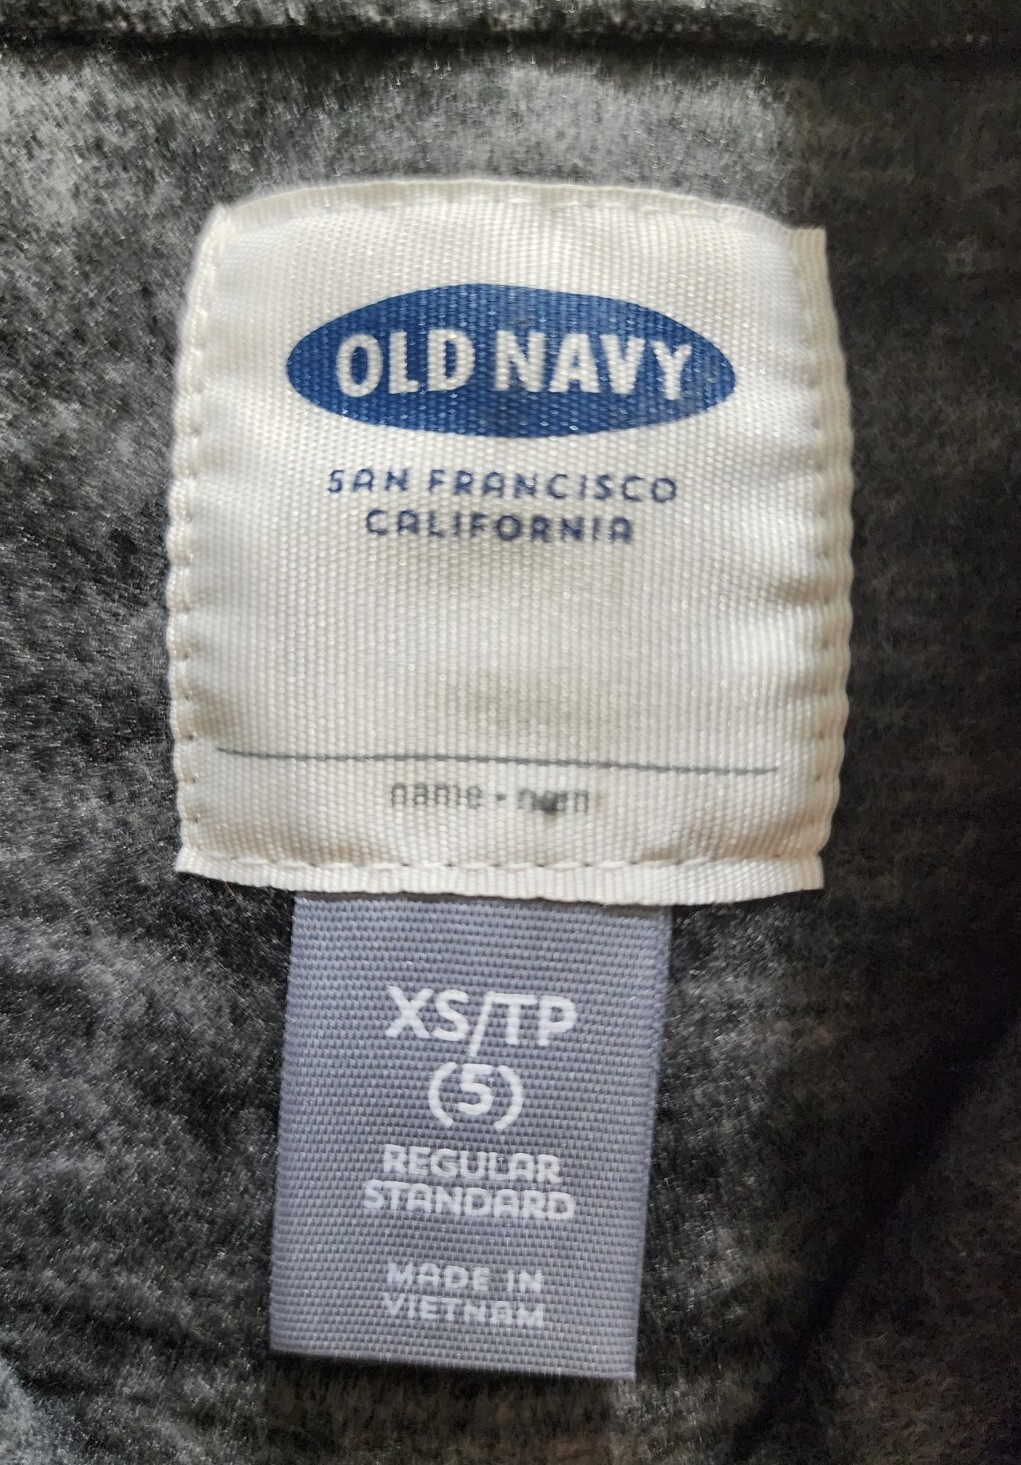 OLD NAVY
SAN FRANCISCO
CALIFORNIA
name • nom
XS/TP
(5)
REGULAR
STANDARD
MADE IN
VIETNAM